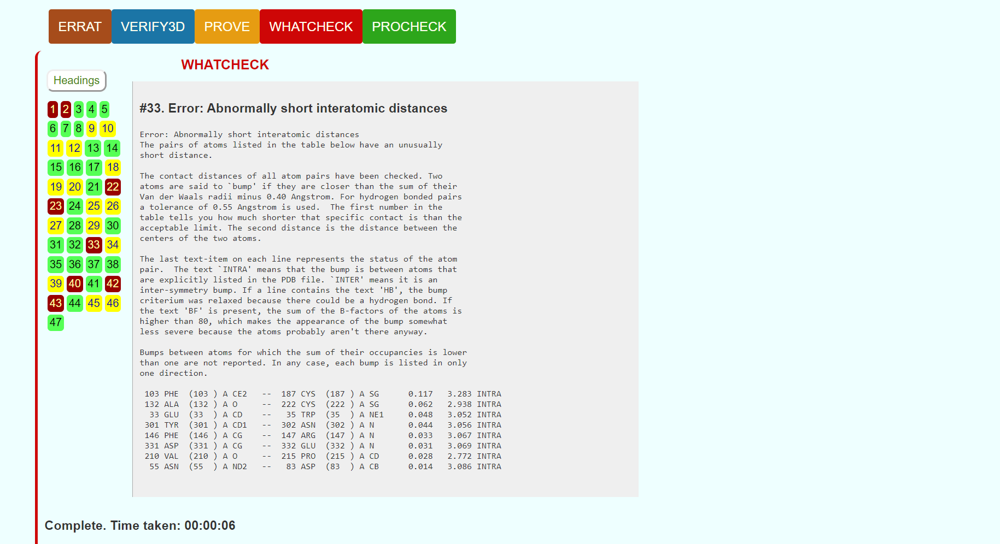 ERRAT VERIFY3D PROVE WHATCHECK PROCHECK
WHATCHECK
Headings
1 2 3 4 5
6 7 8 9 10
11 12 13 14
15 16 17 18
19 20 21 22
23 24 25 26
27 28 29 30
31 32 33 34
35 36 37 38
39 40 41 42
43 44 45 46
47
#33. Error: Abnormally short interatomic distances
Error: Abnormally short interatomic distances
The pairs of atoms listed in the table below have an unusually
short distance.
The contact distances of all atom pairs have been checked. Two
atoms are said to `bump' if they are closer than the sum of their
Van der Waals radii minus 0.40 Angstrom. For hydrogen bonded pairs
a tolerance of 0.55 Angstrom is used.  The first number in the
table tells you how much shorter that specific contact is than the
acceptable limit. The second distance is the distance between the
centers of the two atoms.
The last text-item on each line represents the status of the atom
pair.  The text `INTRA' means that the bump is between atoms that
are explicitly listed in the PDB file. `INTER' means it is an
inter-symmetry bump. If a line contains the text 'HB', the bump
criterium was relaxed because there could be a hydrogen bond. If
the text 'BF' is present, the sum of the B-factors of the atoms is
higher than 80, which makes the appearance of the bump somewhat
less severe because the atoms probably aren't there anyway.
Bumps between atoms for which the sum of their occupancies is lower
than one are not reported. In any case, each bump is listed in only
one direction.
103 PHE  (103 ) A CE2   --  187 CYS  (187 ) A SG      0.117   3.283 INTRA
132 ALA  (132 ) A O     --  222 CYS  (222 ) A SG      0.062   2.938 INTRA
33 GLU  (33  ) A CD    --   35 TRP  (35  ) A NE1     0.048   3.052 INTRA
301 TYR  (301 ) A CD1   --  302 ASN  (302 ) A N       0.044   3.056 INTRA
146 PHE  (146 ) A CG    --  147 ARG  (147 ) A N       0.033   3.067 INTRA
331 ASP  (331 ) A CG    --  332 GLU  (332 ) A N       0.031   3.069 INTRA
210 VAL  (210 ) A O     --  215 PRO  (215 ) A CD      0.028   2.772 INTRA
55 ASN  (55  ) A ND2   --   83 ASP  (83  ) A CB      0.014   3.086 INTRA
Complete. Time taken: 00:00:06